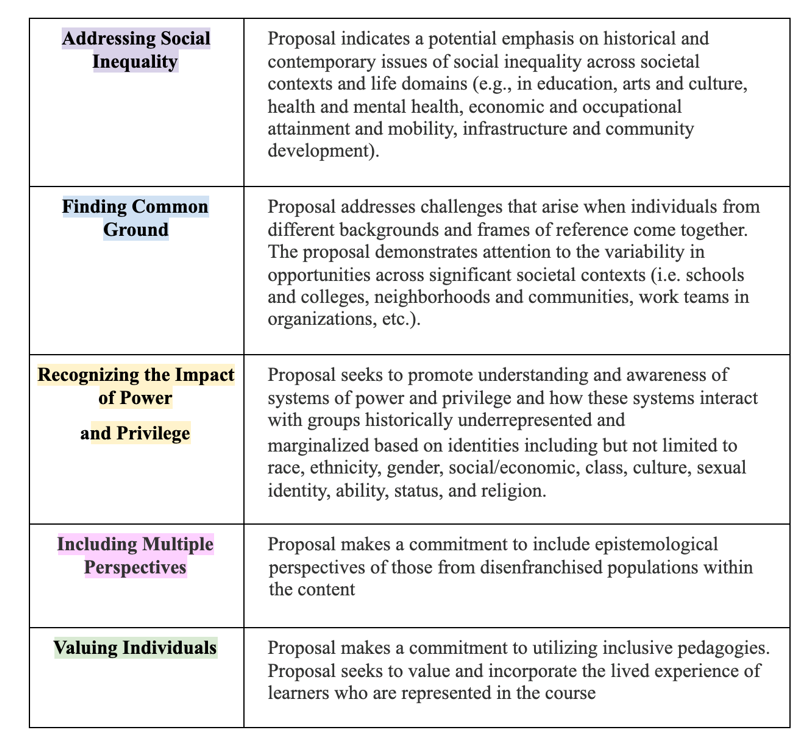 Addressing Social
Inequality
Proposal indicates a potential emphasis on historical and
contemporary issues of social inequality across societal
contexts and life domains (e.g., in education, arts and culture,
health and mental health, economic and occupational
attainment and mobility, infrastructure and community
development).
Finding Common
Ground
Proposal addresses challenges that arise when individuals from
different backgrounds and frames of reference come together.
The proposal demonstrates attention to the variability in
opportunities across significant societal contexts (i.e. schools
and colleges, neighborhoods and communities, work teams in
organizations, etc.).
Recognizing the Impact
of Power
and Privilege
Proposal seeks to promote understanding and awareness of
systems of power and privilege and how these systems interact
with groups historically underrepresented and
marginalized based on identities including but not limited to
race, ethnicity, gender, social/economic, class, culture, sexual
identity, ability, status, and religion.
Including Multiple
Perspectives
Proposal makes a commitment to include epistemological
perspectives of those from disenfranchised populations within
the content
Valuing Individuals
Proposal makes a commitment to utilizing inclusive pedagogies.
Proposal seeks to value and incorporate the lived experience of
learners who are represented in the course